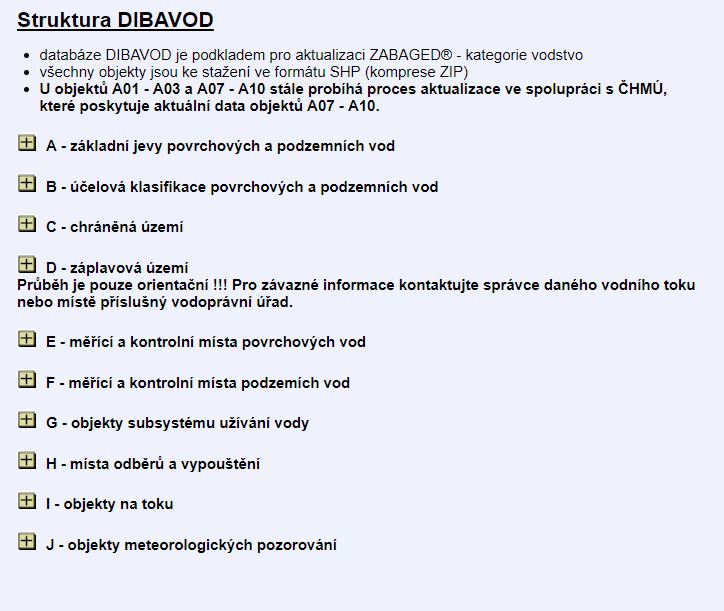 Struktura DIBAVOD
• databáze DIBAVOD je podkladem pro aktualizaci ZABAGED® - kategorie vodstvo
• všechny objekty jsou ke stažení ve formátu SHP (komprese ZIP)
• U objektů A01 - A03 a A07 - A10 stále probíhá proces aktualizace ve spolupráci s ČHMÚ,
které poskytuje aktuální data objektů A07 - A10.
A - základní jevy povrchových a podzemních vod
B - účelová klasifikace povrchových a podzemních vod
C - chráněná území
D - záplavová území
Průběh je pouze orientační !!! Pro závazné informace kontaktujte správce daného vodního toku
nebo místě příslušný vodoprávní úřad.
E - měřící a kontrolní místa povrchových vod
F - měřící a kontrolní místa podzemích vod
G - objekty subsystému užívání vody
H - místa odběrů a vypouštění
I - objekty na toku
J - objekty meteorologických pozorování